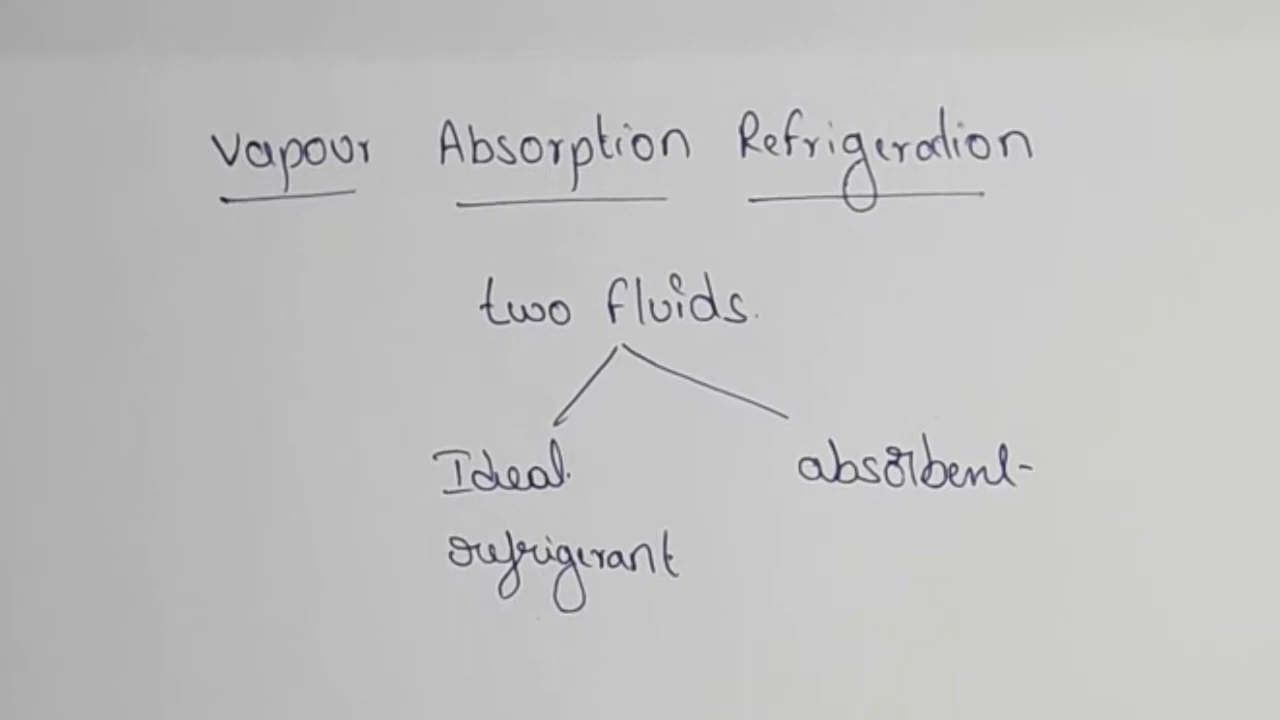 Vapour Absorption Refrigeration
two fluids.
Ideal absorbent
refrigerant